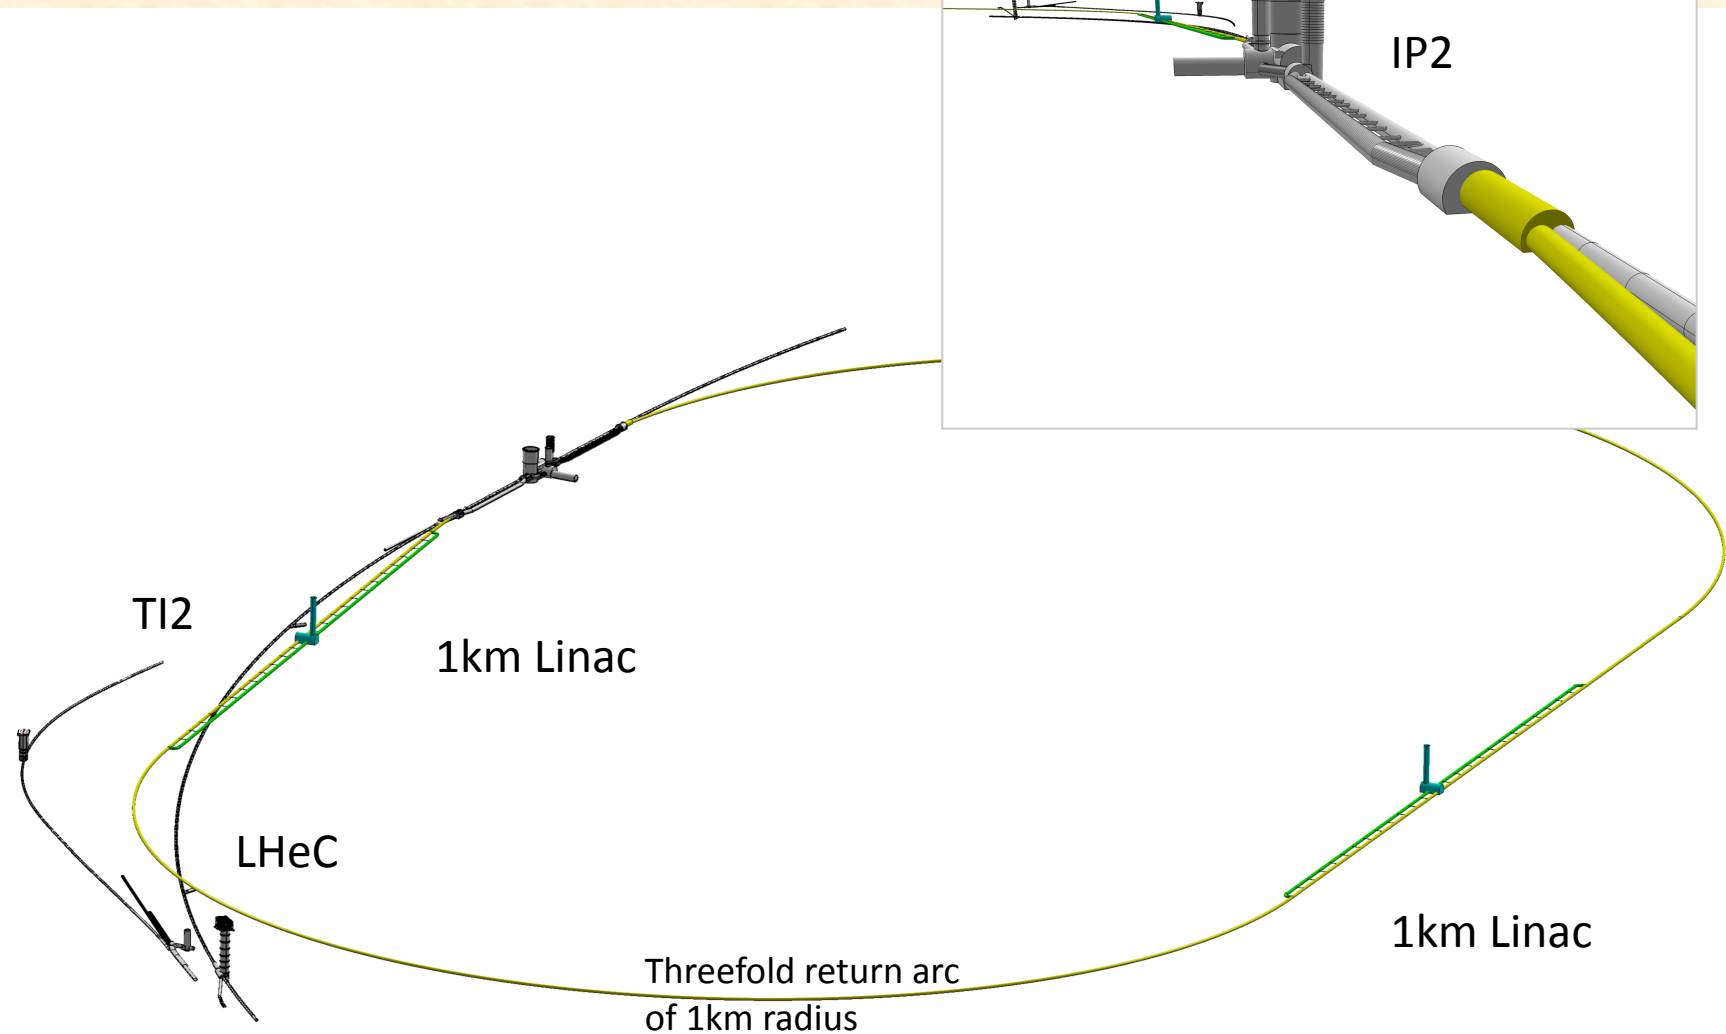 IP2
TI2
1km Linac
LHeC
1km Linac
Threefold return arc
of 1km radius